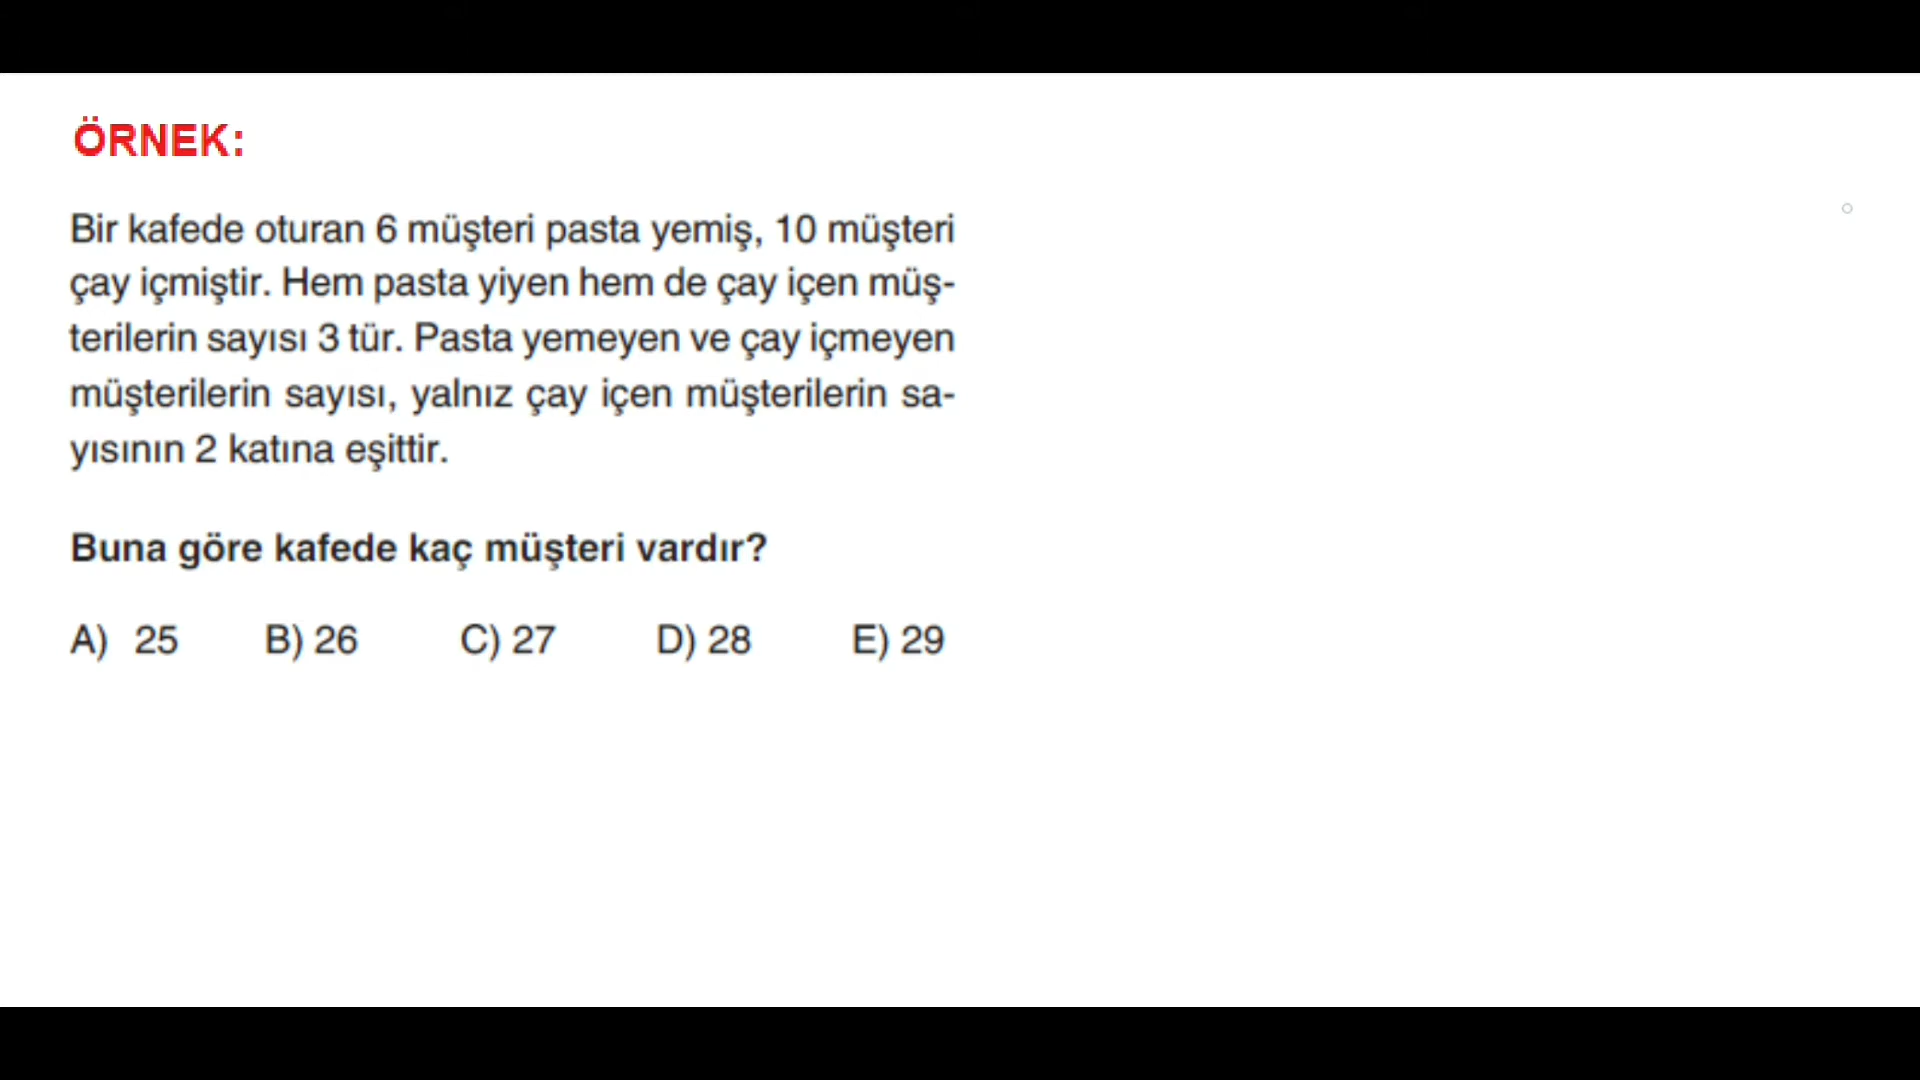 ÖRNEK:
Bir kafede oturan 6 müşteri pasta yemiş, 10 müşteri
çay içmiştir. Hem pasta yiyen hem de çay içen müş-
terilerin sayısı 3 tür. Pasta yemeyen ve çay içmeyen
müşterilerin sayısı, yalnız çay içen müşterilerin sa-
yısının 2 katına eşittir.
Buna göre kafede kaç müşteri vardır?
A) 25 B) 26 C) 27 D) 28 E) 29